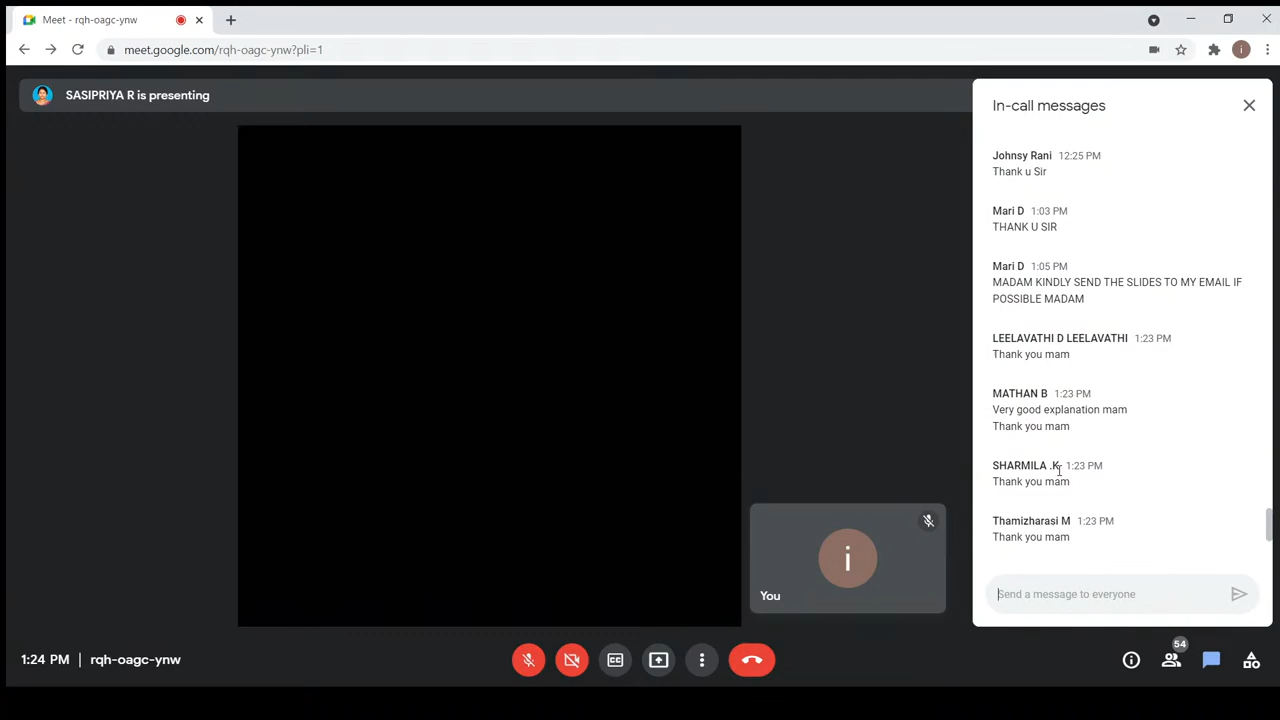 Meet - rqh-oagc-ynw
meet.google.com/rqh-oagc-ynw?pli=1
i
SASIPRIYA R is presenting
In-call messages
Johnsy Rani 12:25 PM
Thank u Sir
Mari D 1:03 PM
THANK U SIR
Mari D 1:05 PM
MADAM KINDLY SEND THE SLIDES TO MY EMAIL IF
POSSIBLE MADAM
LEELAVATHI D LEELAVATHI 1:23 PM
Thank you mam
MATHAN B 1:23 PM
Very good explanation mam
Thank you mam
SHARMILA .K 1:23 PM
Thank you mam
Thamizharasi M 1:23 PM
Thank you mam
i
You
Send a message to everyone
1:24 PM | rqh-oagc-ynw
CC
54